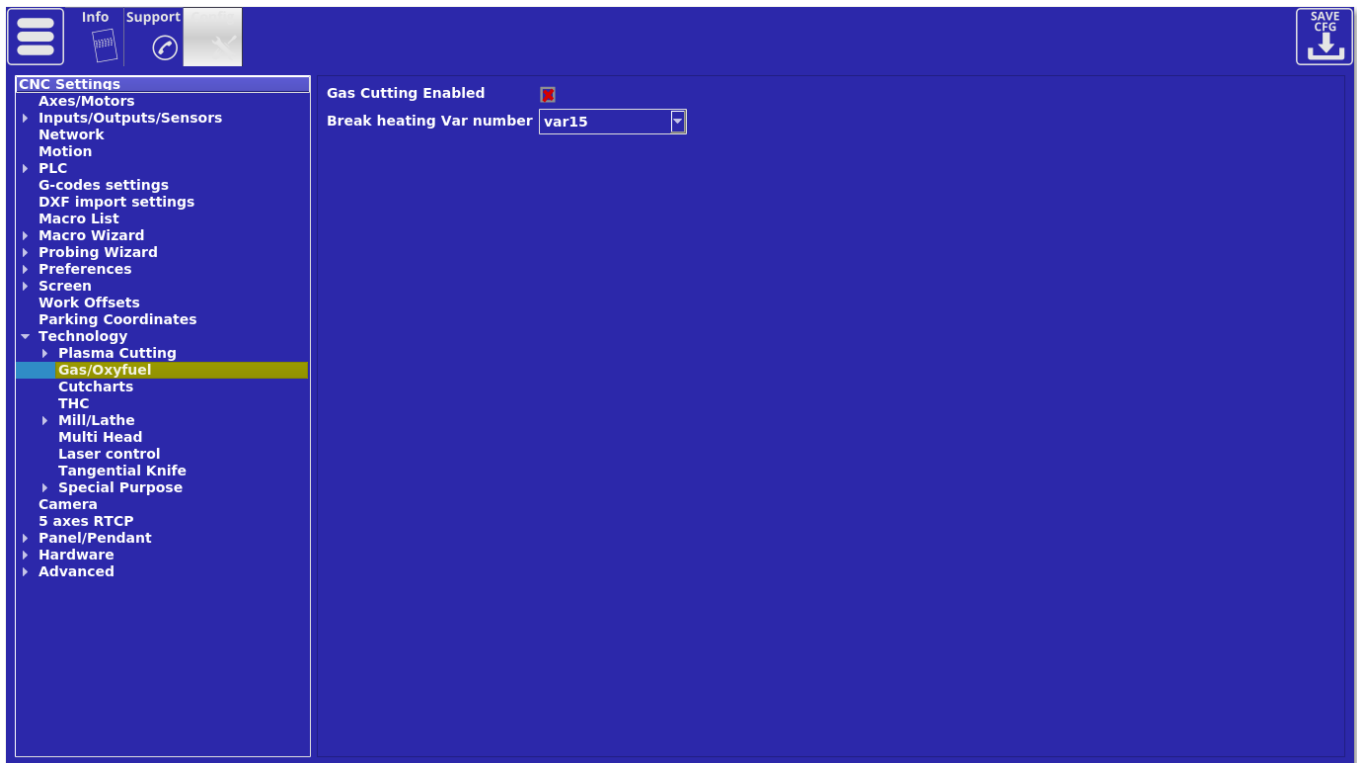 Info
Support
SAVE
CFG
CNC Settings
Axes/Motors
Inputs/Outputs/Sensors
Network
Motion
PLC
G-codes settings
DXF import settings
Macro List
Macro Wizard
Probing Wizard
Preferences
Screen
Work Offsets
Parking Coordinates
Technology
Plasma Cutting
Gas/Oxyfuel
Cutcharts
THC
Mill/Lathe
Multi Head
Laser control
Tangential Knife
Special Purpose
Camera
5 axes RTCP
Panel/Pendant
Hardware
Advanced
Gas Cutting Enabled
Break heating Var number var15